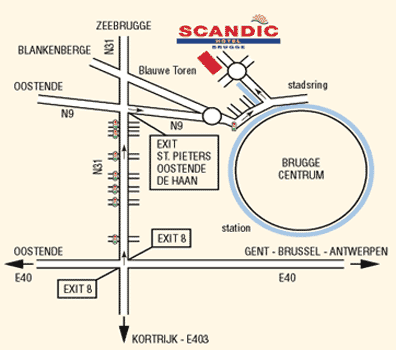 ZEEBRUGGE
SCANDIC
HOTEL
BRUGGE
BLANKENBERGE
N31
Blauwe Toren
OOSTENDE
stadsring
N9
N9
EXIT
ST. PIETERS
OOSTENDE
DE HAAN
N31
BRUGGE
CENTRUM
station
OOSTENDE
EXIT 8
GENT - BRUSSEL - ANTWERPEN
E40
EXIT 8
E40
KORTRIJK - E403